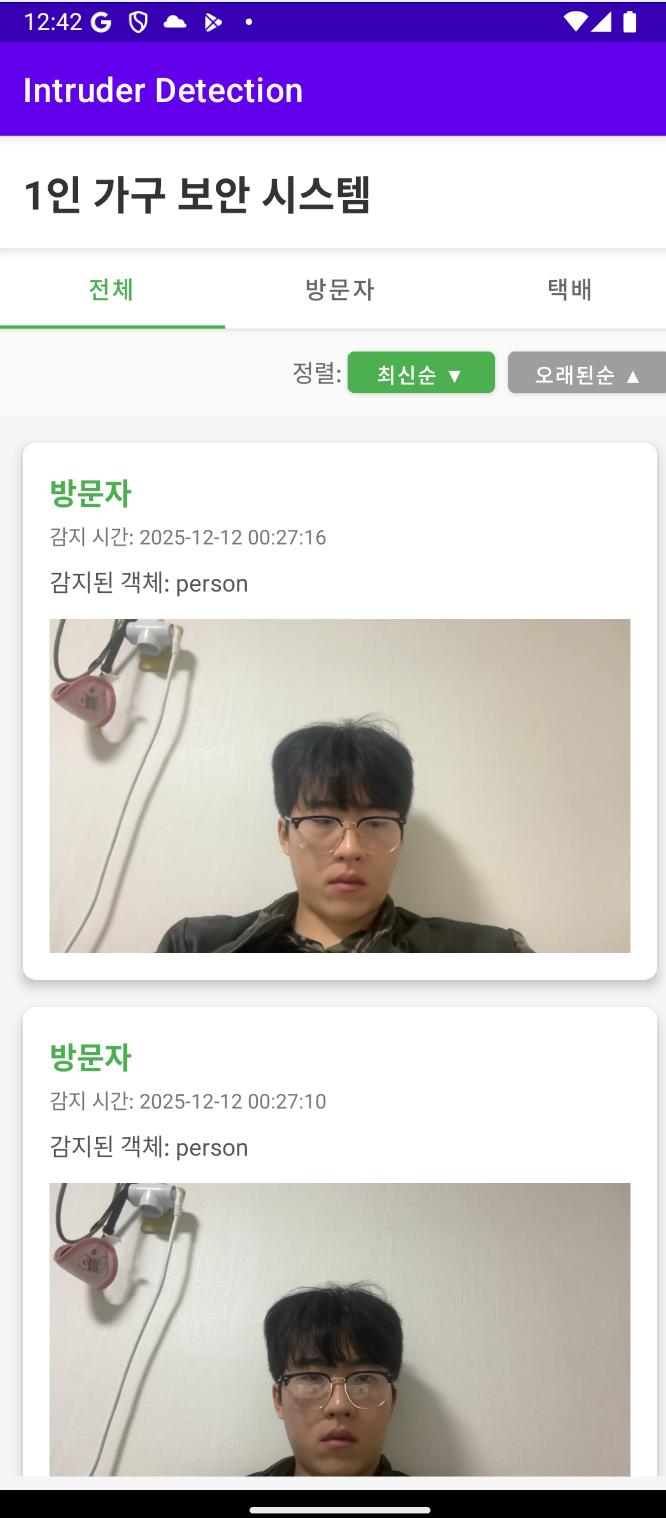 12:42
Intruder Detection
1인 가구 보안 시스템
전체 방문자 택배
정렬: 최신순 ▼ 오래된순 ▲
방문자
감지 시간: 2025-12-12 00:27:16
감지된 객체: person
방문자
감지 시간: 2025-12-12 00:27:10
감지된 객체: person